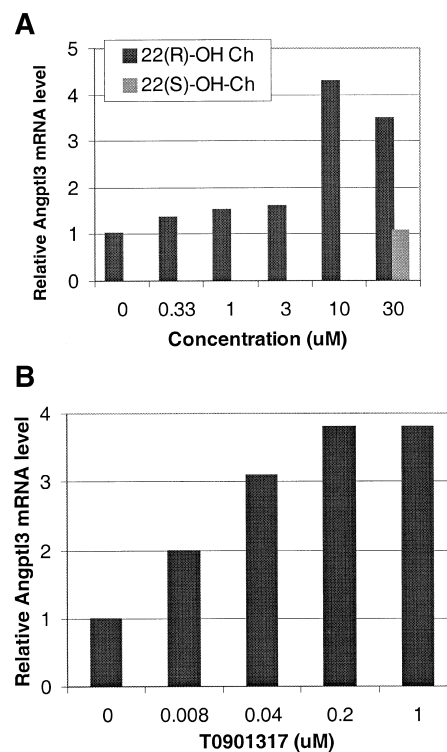 A
Relative Angptl3 mRNA level
5
4
3
2
1
0
22(R)-OH Ch
22(S)-OH-Ch
0 0.33 1 3 10 30
Concentration (uM)
B
Relative Angptl3 mRNA level
4
3
2
1
0
0 0.008 0.04 0.2 1
T0901317 (uM)